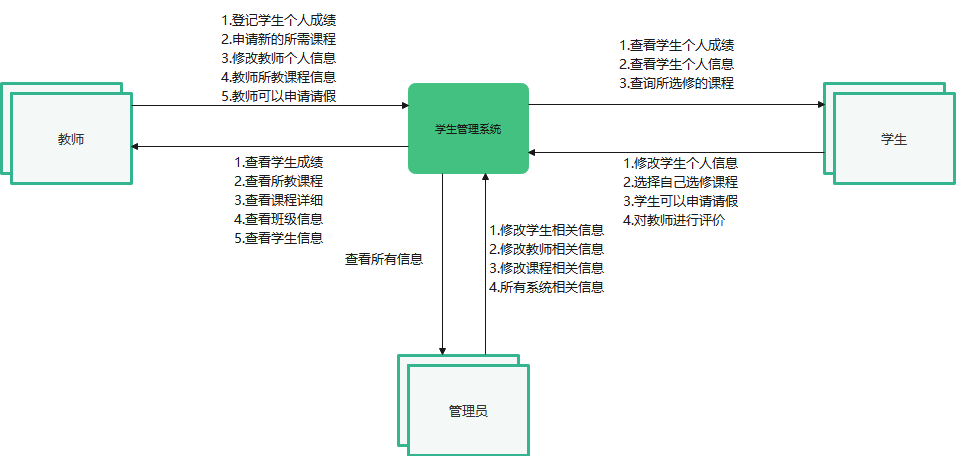 1.登记学生个人成绩
2.申请新的所需课程
3.修改教师个人信息
4.教师所教课程信息
5.教师可以申请请假
1.查看学生个人成绩
2.查看学生个人信息
3.查询所选修的课程
教师
学生管理系统
学生
1.查看学生成绩
2.查看所教课程
3.查看课程详细
4.查看班级信息
5.查看学生信息
1.修改学生个人信息
2.选择自己选修课程
3.学生可以申请请假
4.对教师进行评价
查看所有信息
1.修改学生相关信息
2.修改教师相关信息
3.修改课程相关信息
4.所有系统相关信息
管理员